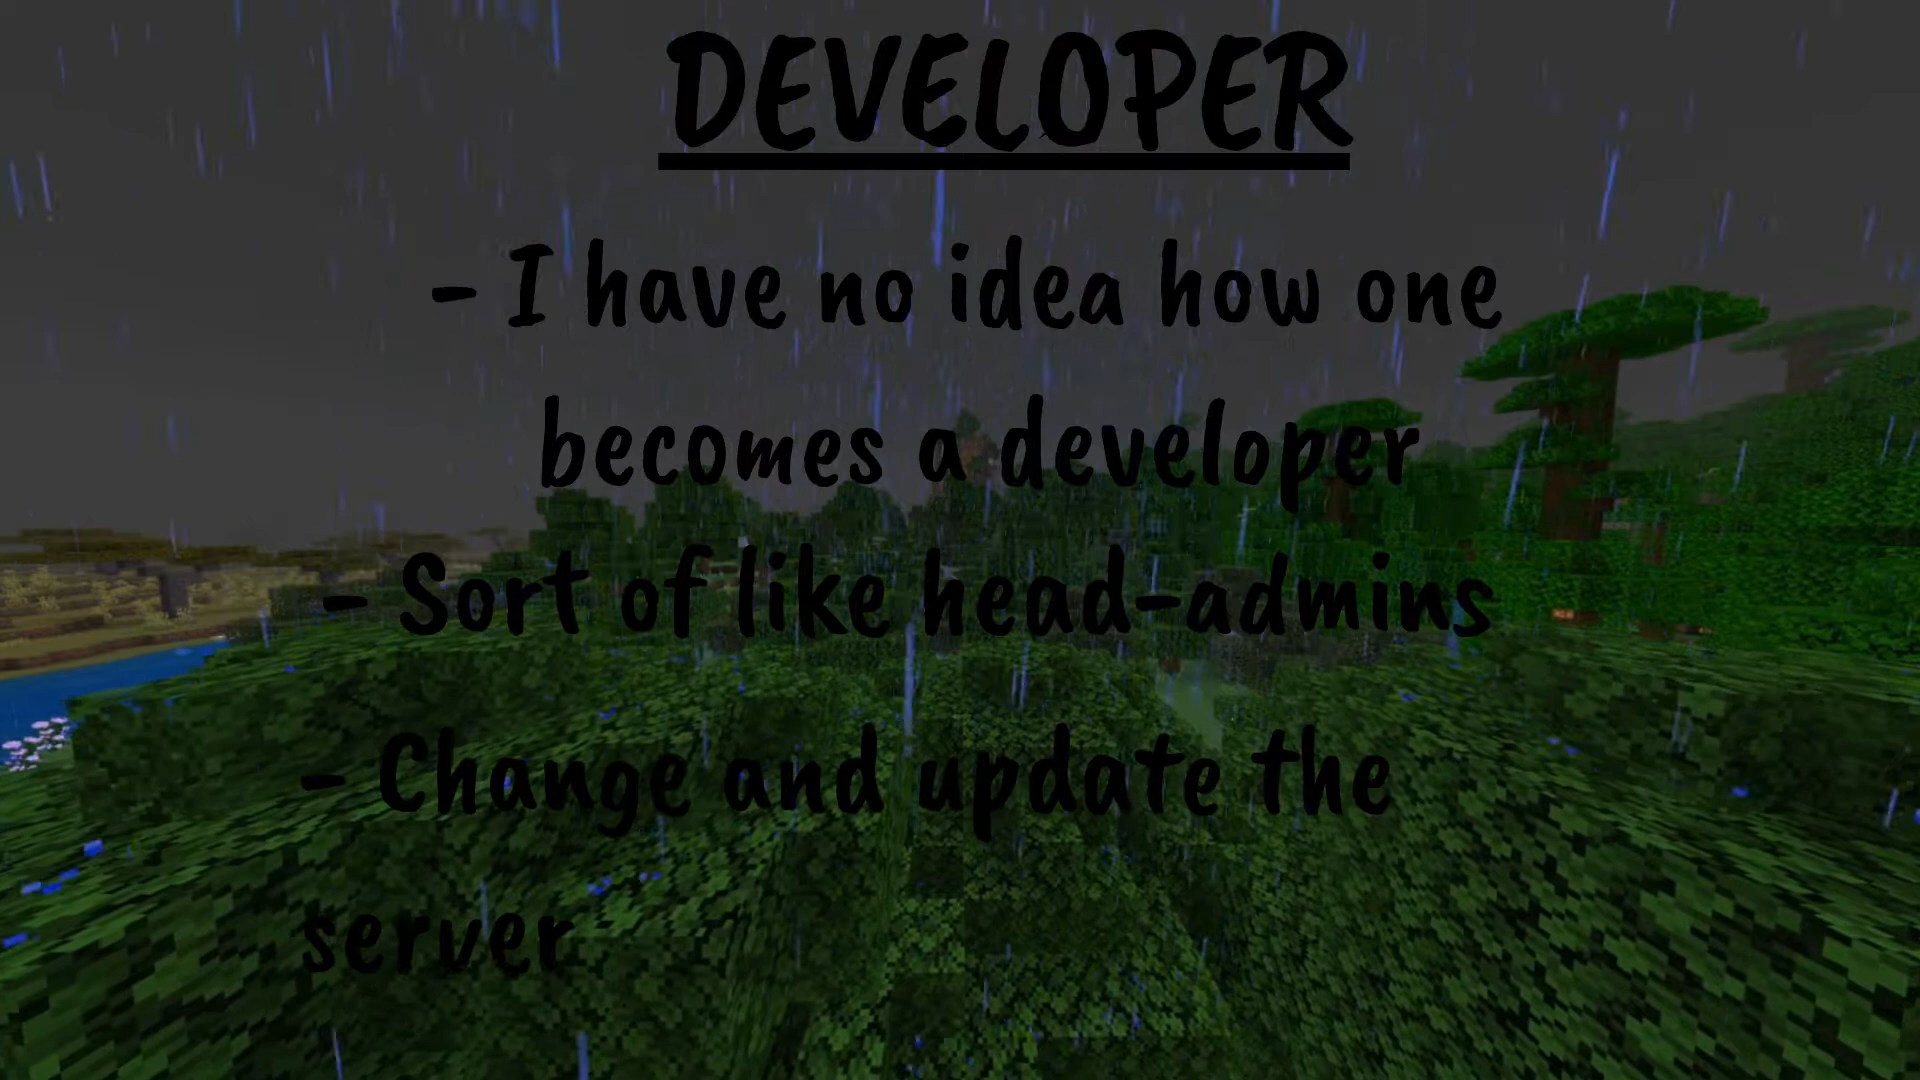 DEVELOPER
- I have no idea how one
becomes a developer
- Sort of like head-admins
- Change and update the
server